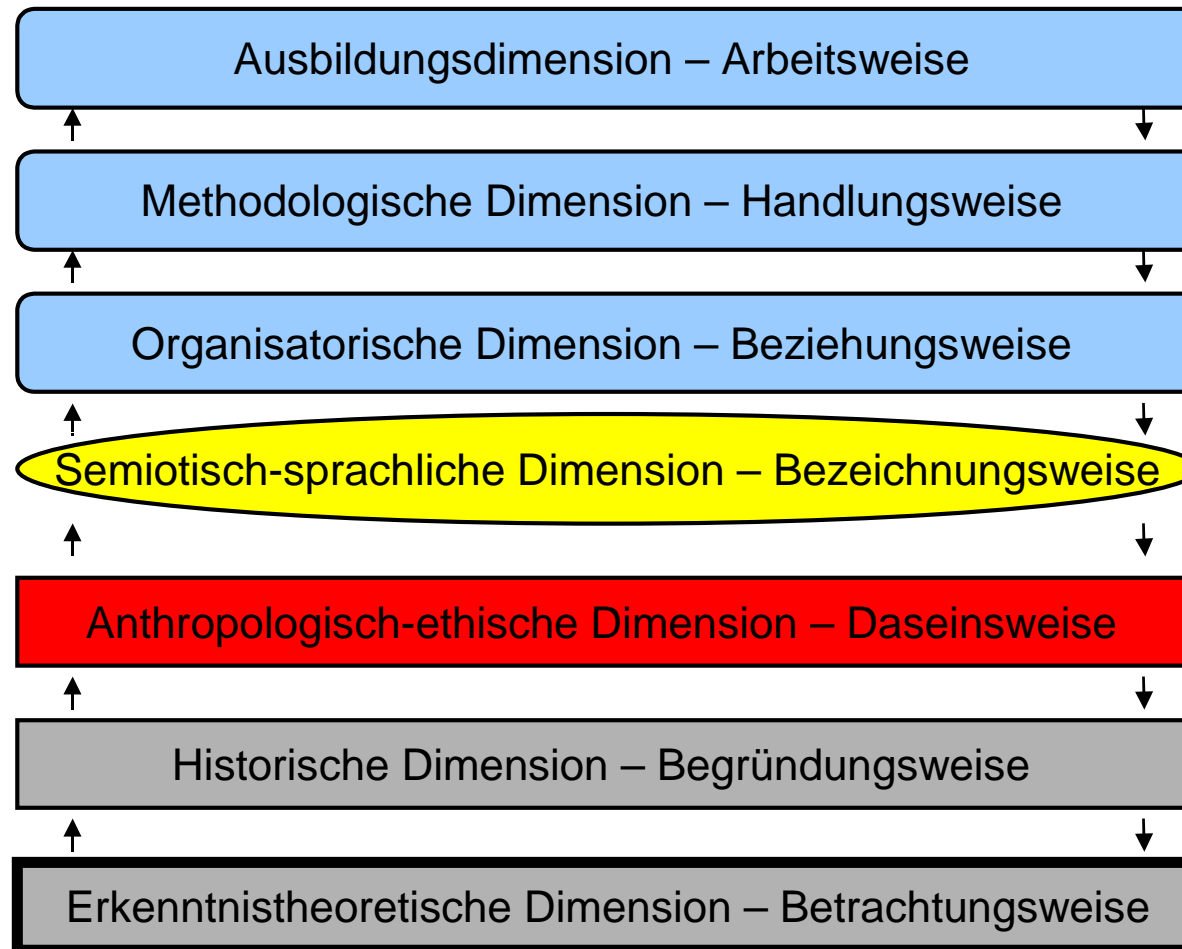 Ausbildungsdimension – Arbeitsweise
Methodologische Dimension – Handlungsweise
Organisatorische Dimension – Beziehungsweise
Semiotisch-sprachliche Dimension – Bezeichnungsweise
Anthropologisch-ethische Dimension – Daseinsweise
Historische Dimension – Begründungsweise
Erkenntnistheoretische Dimension – Betrachtungsweise